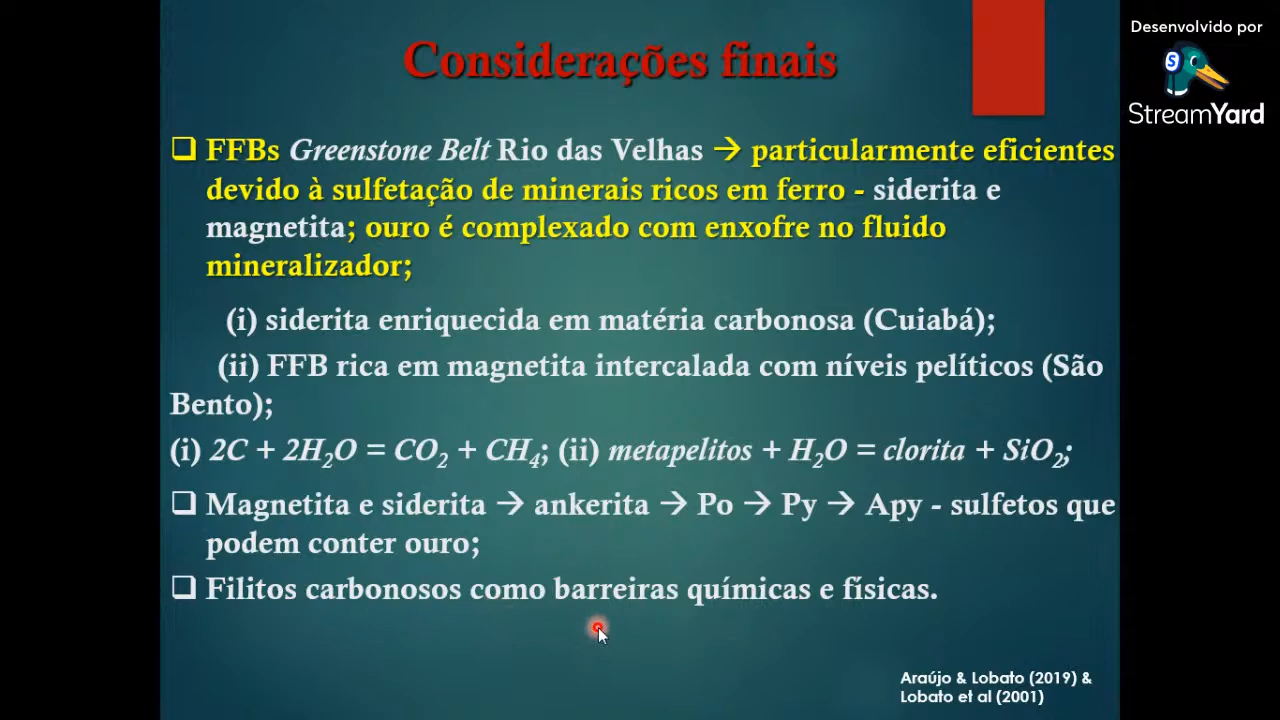 Considerações finais
Desenvolvido por
StreamYard
❑ FFBs Greenstone Belt Rio das Velhas → particularmente eficientes
devido à sulfetação de minerais ricos em ferro - siderita e
magnetita; ouro é complexado com enxofre no fluido
mineralizador;
(i) siderita enriquecida em matéria carbonosa (Cuiabá);
(ii) FFB rica em magnetita intercalada com níveis pelíticos (São
Bento);
(i) 2C + 2H₂O = CO₂ + CH₄; (ii) metapelitos + H₂O = clorita + SiO₂;
❑ Magnetita e siderita → ankerita → Po → Py → Apy - sulfetos que
podem conter ouro;
❑ Filitos carbonosos como barreiras químicas e físicas.
Araújo & Lobato (2019) &
Lobato et al (2001)